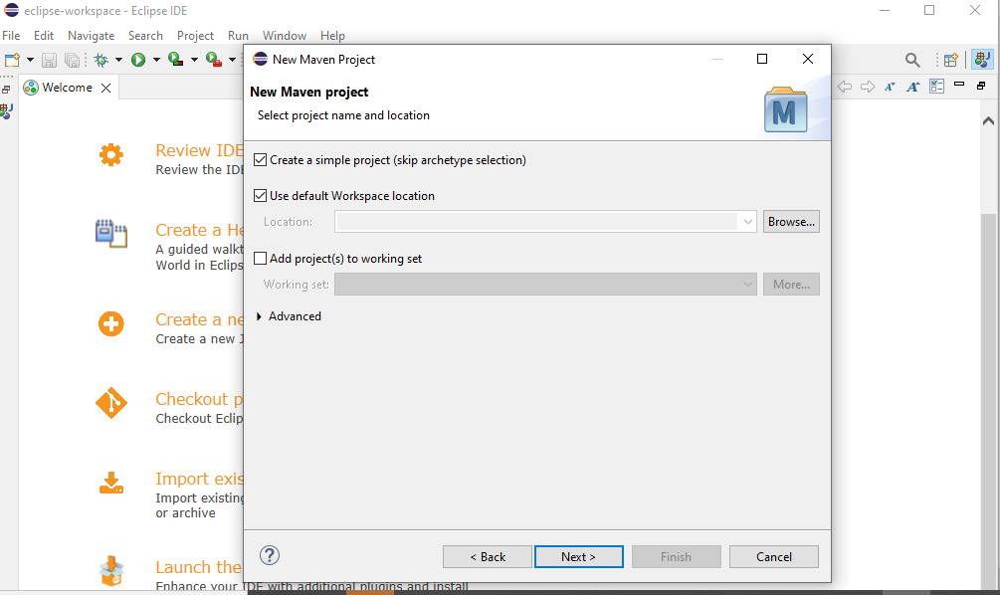 eclipse-workspace - Eclipse IDE
File Edit Navigate Search Project Run Window Help
Welcome
New Maven Project
New Maven project
Select project name and location
M
Create a simple project (skip archetype selection)
Use default Workspace location
Location: Browse...
Add project(s) to working set
Working set: More...
Advanced
< Back Next > Finish Cancel
Review IDE
Review the IDE
Create a He
A guided walkt
World in Eclips
Create a ne
Create a new J
Checkout p
Checkout Eclip
Import exis
Import existing
or archive
Launch the
Enhance your IDE with additional plugins and install